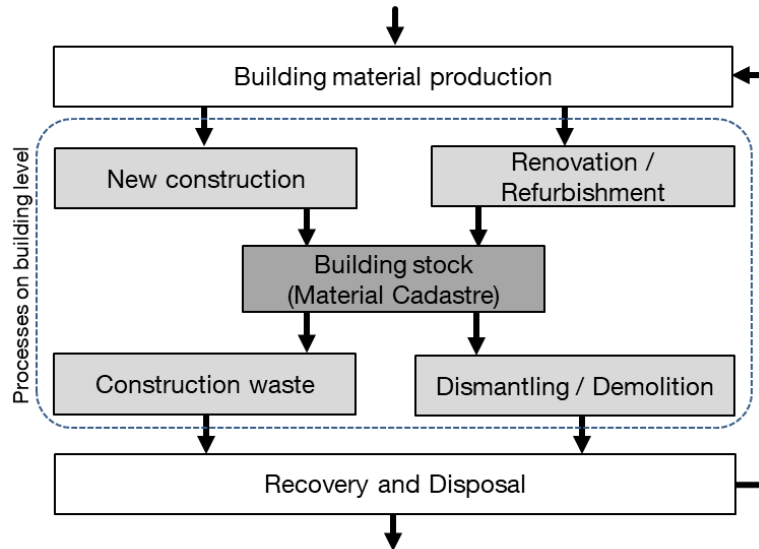 Building material production
Processes on building level
New construction
Renovation /
Refurbishment
Building stock
(Material Cadastre)
Construction waste
Dismantling / Demolition
Recovery and Disposal